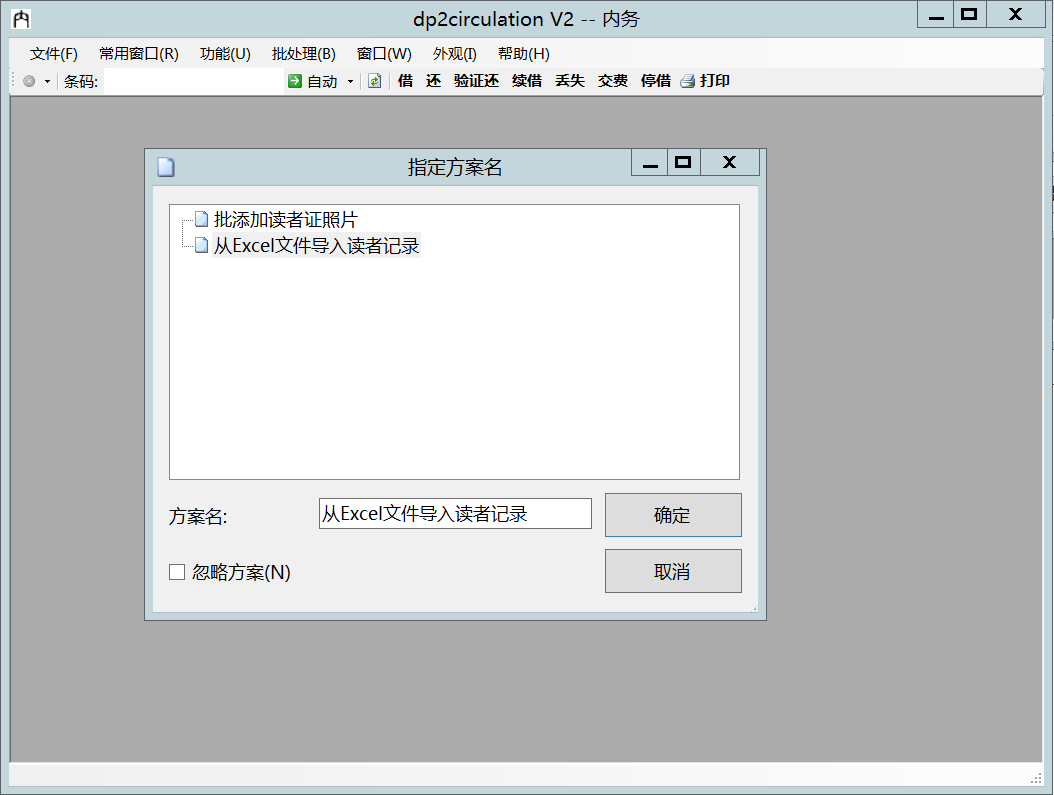 dp2circulation V2 -- 内务
文件(F) 常用窗口(R) 功能(U) 批处理(B) 窗口(W) 外观(I) 帮助(H)
条码: 自动 借 还 验证还 续借 丢失 交费 停借 打印
指定方案名
批添加读者证照片
从Excel文件导入读者记录
方案名: 从Excel文件导入读者记录 确定
忽略方案(N) 取消